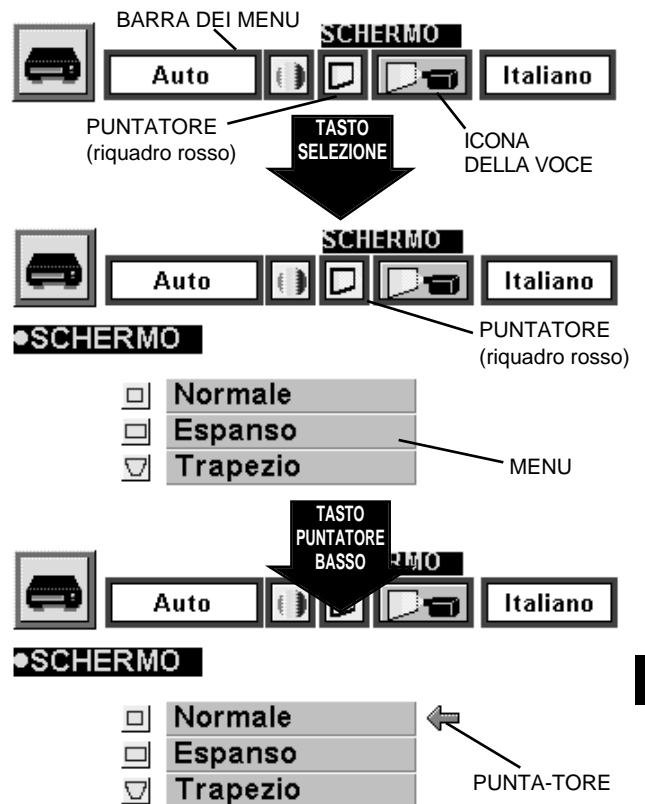 BARRA DEI MENU
SCHERMO
Auto
Italiano
PUNTATORE
(riquadro rosso)
TASTO
SELEZIONE
ICONA
DELLA VOCE
SCHERMO
Auto
Italiano
PUNTATORE
(riquadro rosso)
●SCHERMO
Normale
Espanso
Trapezio
MENU
TASTO
PUNTATORE
BASSO
RMO
Auto
Italiano
●SCHERMO
Normale
Espanso
Trapezio
PUNTA-TORE